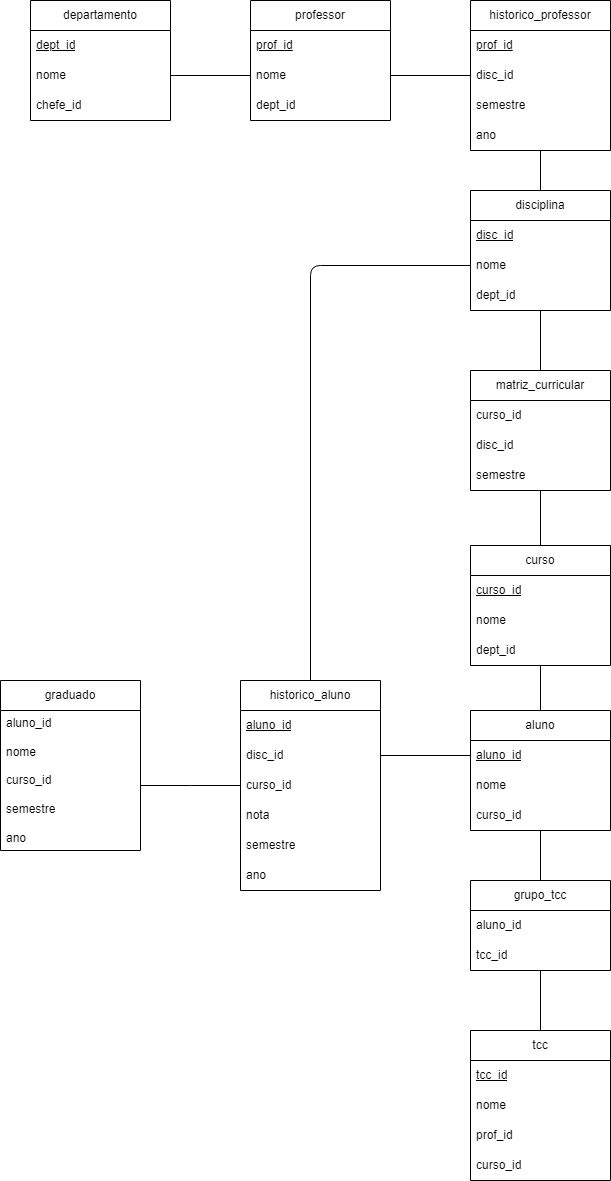 departamento
dept_id
nome
chefe_id
professor
prof_id
nome
dept_id
historico_professor
prof_id
disc_id
semestre
ano
disciplina
disc_id
nome
dept_id
matriz_curricular
curso_id
disc_id
semestre
curso
curso_id
nome
dept_id
graduado
aluno_id
nome
curso_id
semestre
ano
historico_aluno
aluno_id
disc_id
curso_id
nota
semestre
ano
aluno
aluno_id
nome
curso_id
grupo_tcc
aluno_id
tcc_id
tcc
tcc_id
nome
prof_id
curso_id